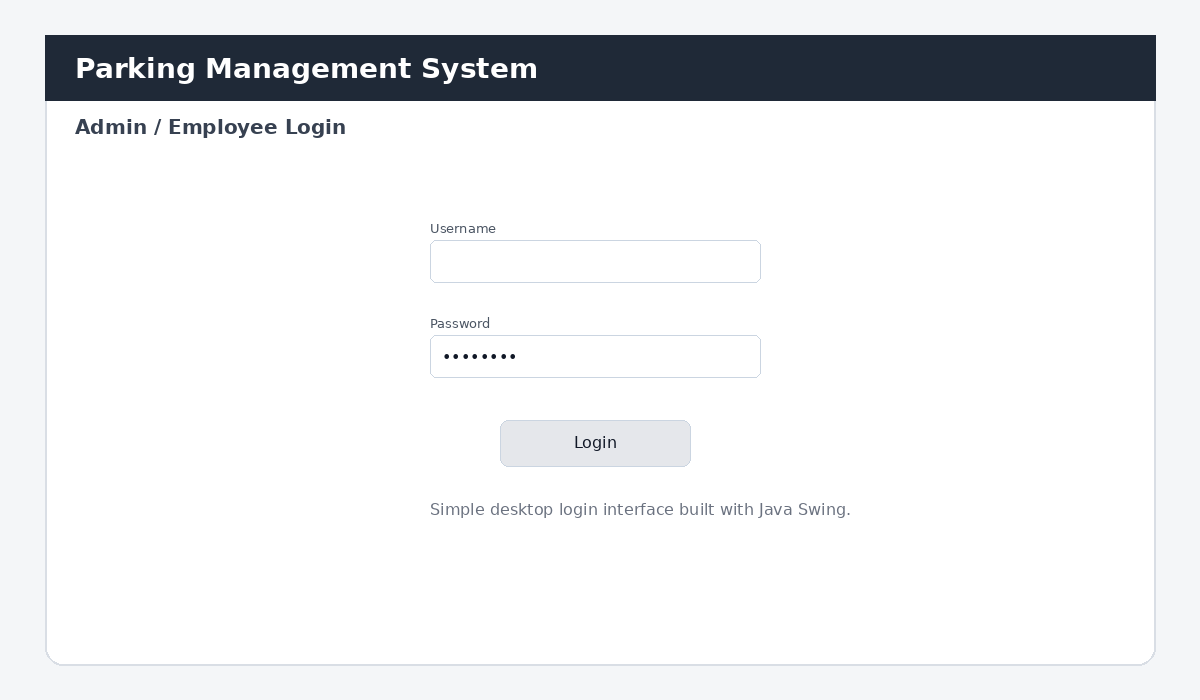 Parking Management System
Admin / Employee Login
Username
Password
••••••••
Login
Simple desktop login interface built with Java Swing.